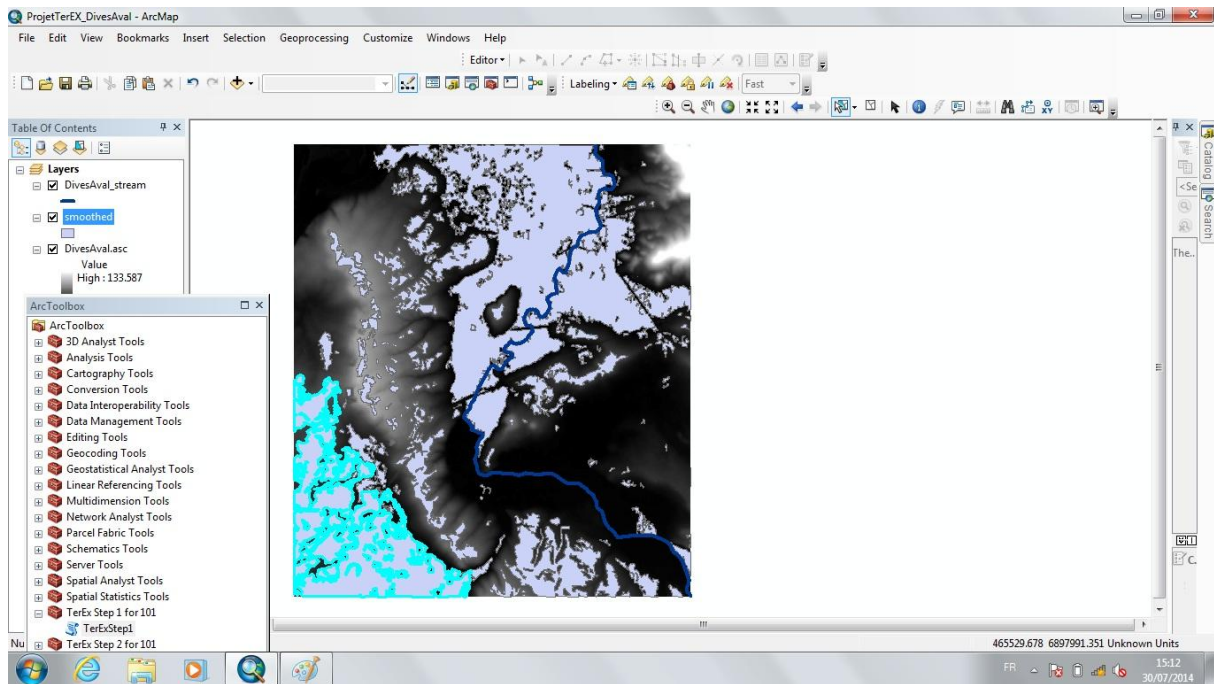 ProjetTerEX_DivesAval - ArcMap
File Edit View Bookmarks Insert Selection Geoprocessing Customize Windows Help
Editor
Labeling Fast
Table Of Contents
Layers
DivesAval_stream
smoothed
DivesAval.asc
Value
High : 133.587
ArcToolbox
ArcToolbox
3D Analyst Tools
Analysis Tools
Cartography Tools
Conversion Tools
Data Interoperability Tools
Data Management Tools
Editing Tools
Geocoding Tools
Geostatistical Analyst Tools
Linear Referencing Tools
Multidimension Tools
Network Analyst Tools
Parcel Fabric Tools
Schematics Tools
Server Tools
Spatial Analyst Tools
Spatial Statistics Tools
TerEx Step 1 for 101
TerExStep1
TerEx Step 2 for 101
Nu
<Se
The..
C.
Catalog
Search
465529.678 6897991.351 Unknown Units
FR
15:12
30/07/2014